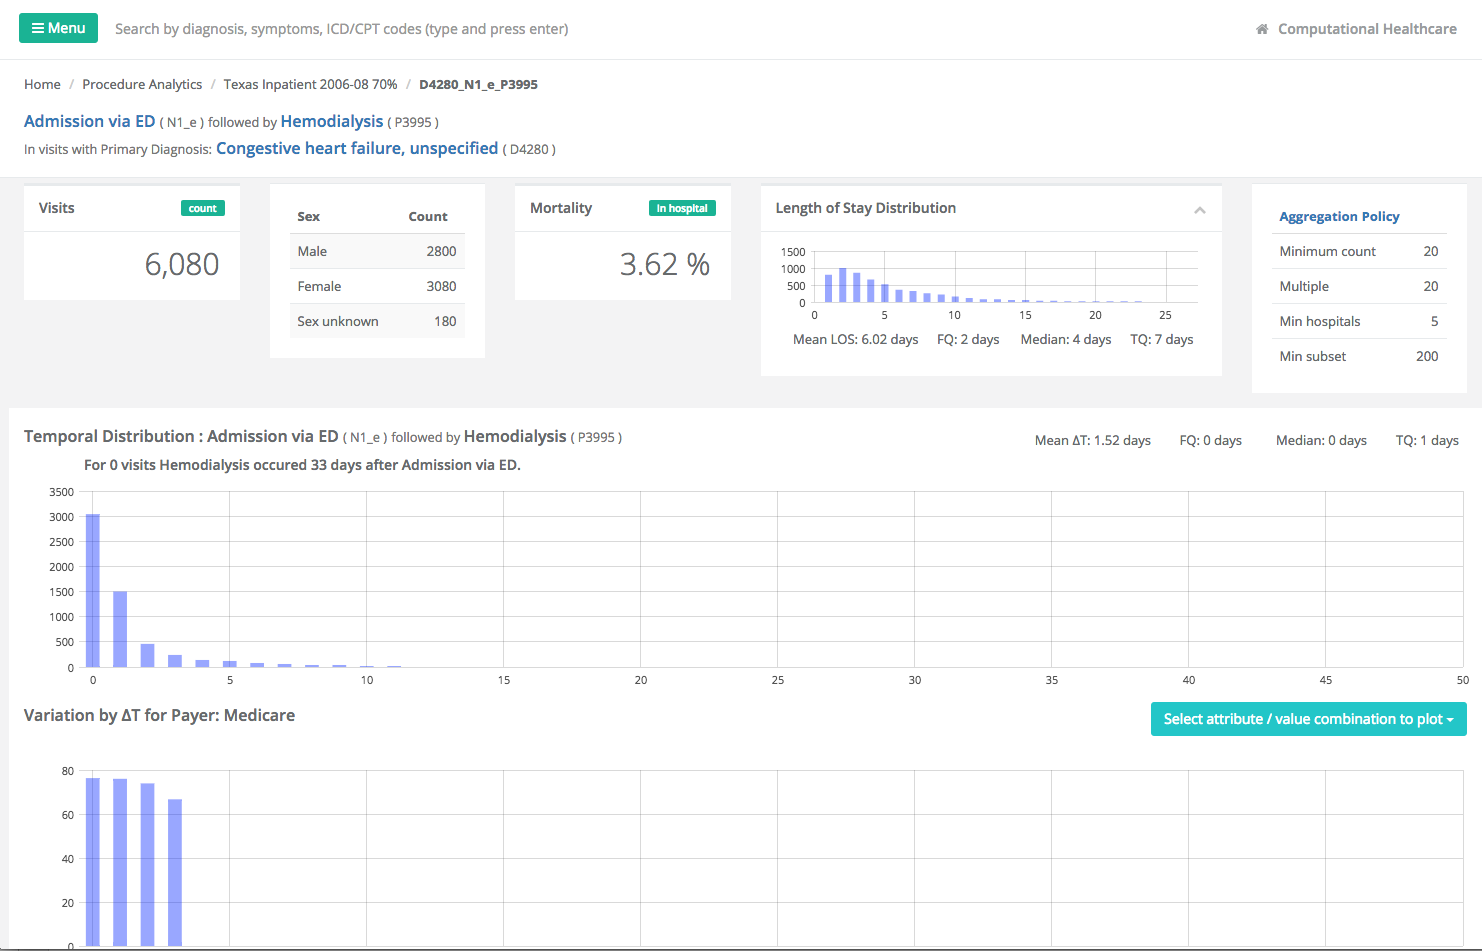 Menu
Search by diagnosis, symptoms, ICD/CPT codes (type and press enter)
Computational Healthcare
Home / Procedure Analytics / Texas Inpatient 2006-08 70% / D4280_N1_e_P3995
Admission via ED ( N1_e ) followed by Hemodialysis ( P3995 )
In visits with Primary Diagnosis: Congestive heart failure, unspecified ( D4280 )
Visits count
6,080
Sex Count
Male 2800
Female 3080
Sex unknown 180
Mortality In hospital
3.62 %
Length of Stay Distribution
1500
1000
500
0
0 5 10 15 20 25
Mean LOS: 6.02 days FQ: 2 days Median: 4 days TQ: 7 days
Aggregation Policy
Minimum count 20
Multiple 20
Min hospitals 5
Min subset 200
Temporal Distribution : Admission via ED ( N1_e ) followed by Hemodialysis ( P3995 )
Mean ΔT: 1.52 days FQ: 0 days Median: 0 days TQ: 1 days
For 0 visits Hemodialysis occured 33 days after Admission via ED.
3500
3000
2500
2000
1500
1000
500
0
0 5 10 15 20 25 30 35 40 45 50
Variation by ΔT for Payer: Medicare
Select attribute / value combination to plot
80
60
40
20
0